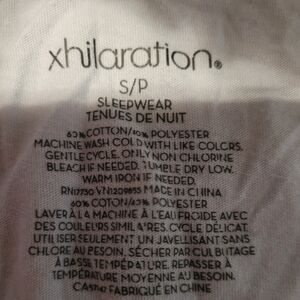 xhilaration®
S/P
SLEEPWEAR
TENUES DE NUIT
60% COTTON/40% POLYESTER
MACHINE WASH COLD WITH LIKE COLORS,
GENTLE CYCLE. ONLY NON CHLORINE
BLEACH IF NEEDED. TUMBLE DRY LOW.
WARM IRON IF NEEDED.
RN17730 MADE IN CHINA
60% COTON/40% POLYESTER
LAVER À LA MACHINE À L'EAU FROIDE AVEC
DES COULEURS SIMILAIRES. CYCLE DÉLICAT.
UTILISER SEULEMENT UN JAVELLISANT SANS
CHLORE AU BESOIN. SÉCHER PAR CULBUTAGE
À BASSE TEMPÉRATURE. REPASSER À
TEMPÉRATURE MOYENNE AU BESOIN.
FABRIQUÉ EN CHINE